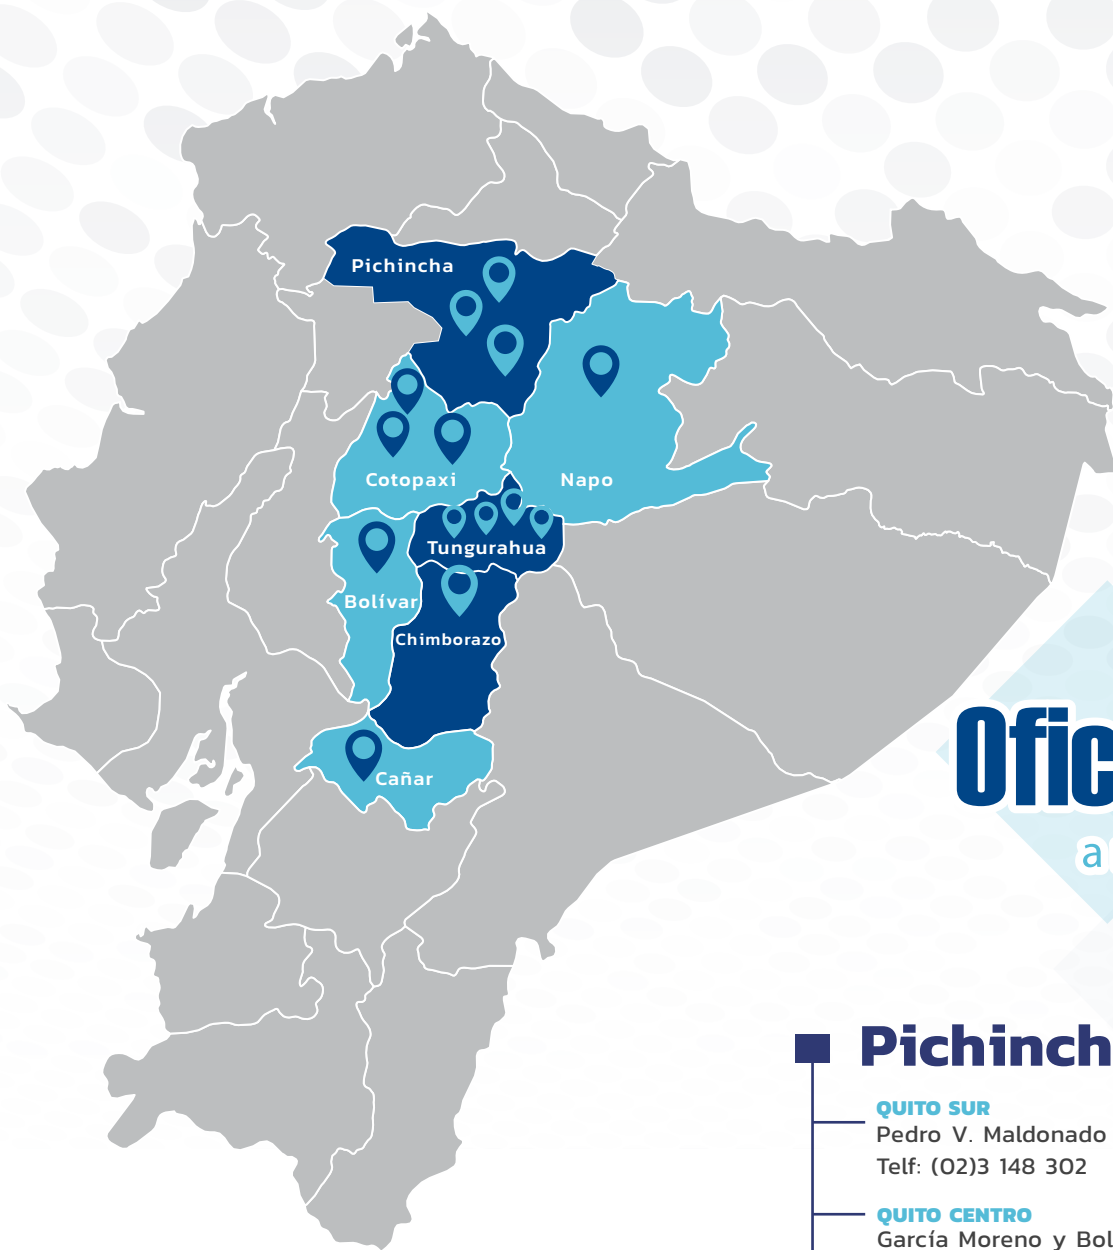 Pichincha
Cotopaxi
Napo
Tungurahua
Bolívar
Chimborazo
Cañar
Ofic
a
Pichinch
QUITO SUR
Pedro V. Maldonado
Telf: (02)3 148 302
QUITO CENTRO
García Moreno y Bol